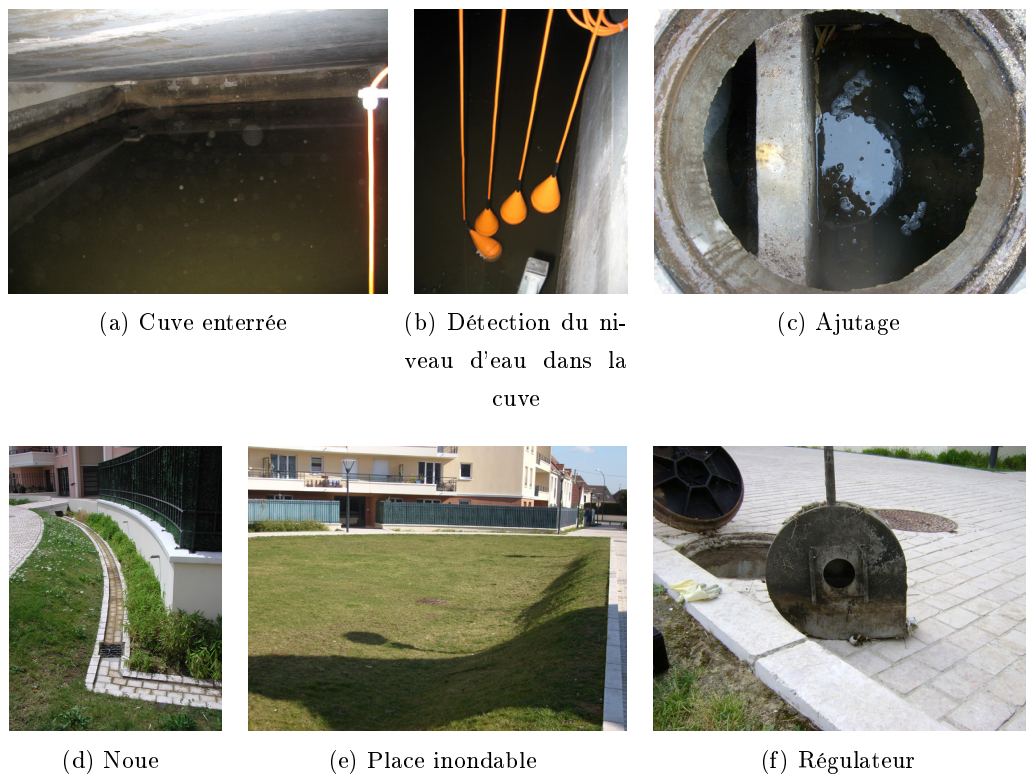 (a) Cuve enterrée
(b) Détection du ni-
veau d'eau dans la
cuve
(c) Ajutage
(d) Noue
(e) Place inondable
(f) Régulateur